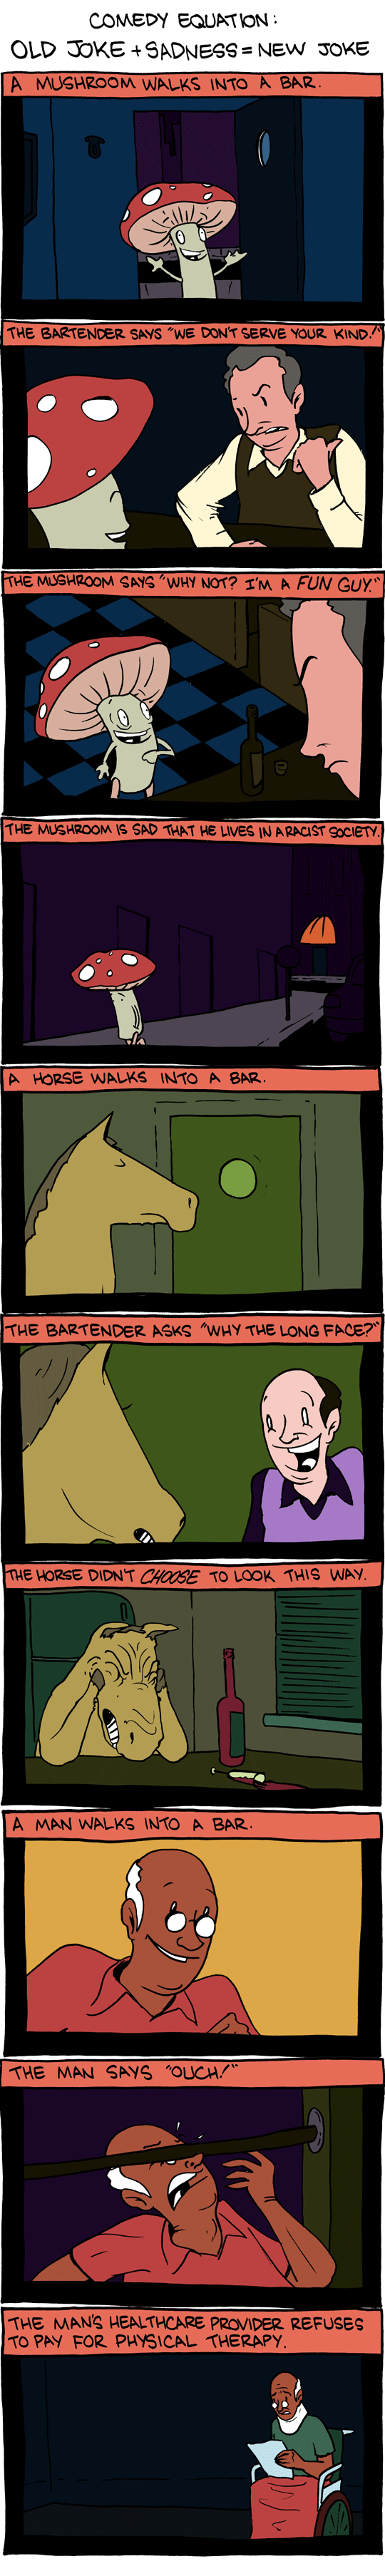 COMEDY EQUATION:
OLD JOKE + SADNESS = NEW JOKE
A MUSHROOM WALKS INTO A BAR.
THE BARTENDER SAYS "WE DON'T SERVE YOUR KIND!"
THE MUSHROOM SAYS "WHY NOT? I'M A FUN GUY."
THE MUSHROOM IS SAD THAT HE LIVES IN A RACIST SOCIETY.
A HORSE WALKS INTO A BAR.
THE BARTENDER ASKS "WHY THE LONG FACE?"
THE HORSE DIDN'T CHOOSE TO LOOK THIS WAY.
A MAN WALKS INTO A BAR.
THE MAN SAYS "OUCH!"
THE MAN'S HEALTHCARE PROVIDER REFUSES
TO PAY FOR PHYSICAL THERAPY.